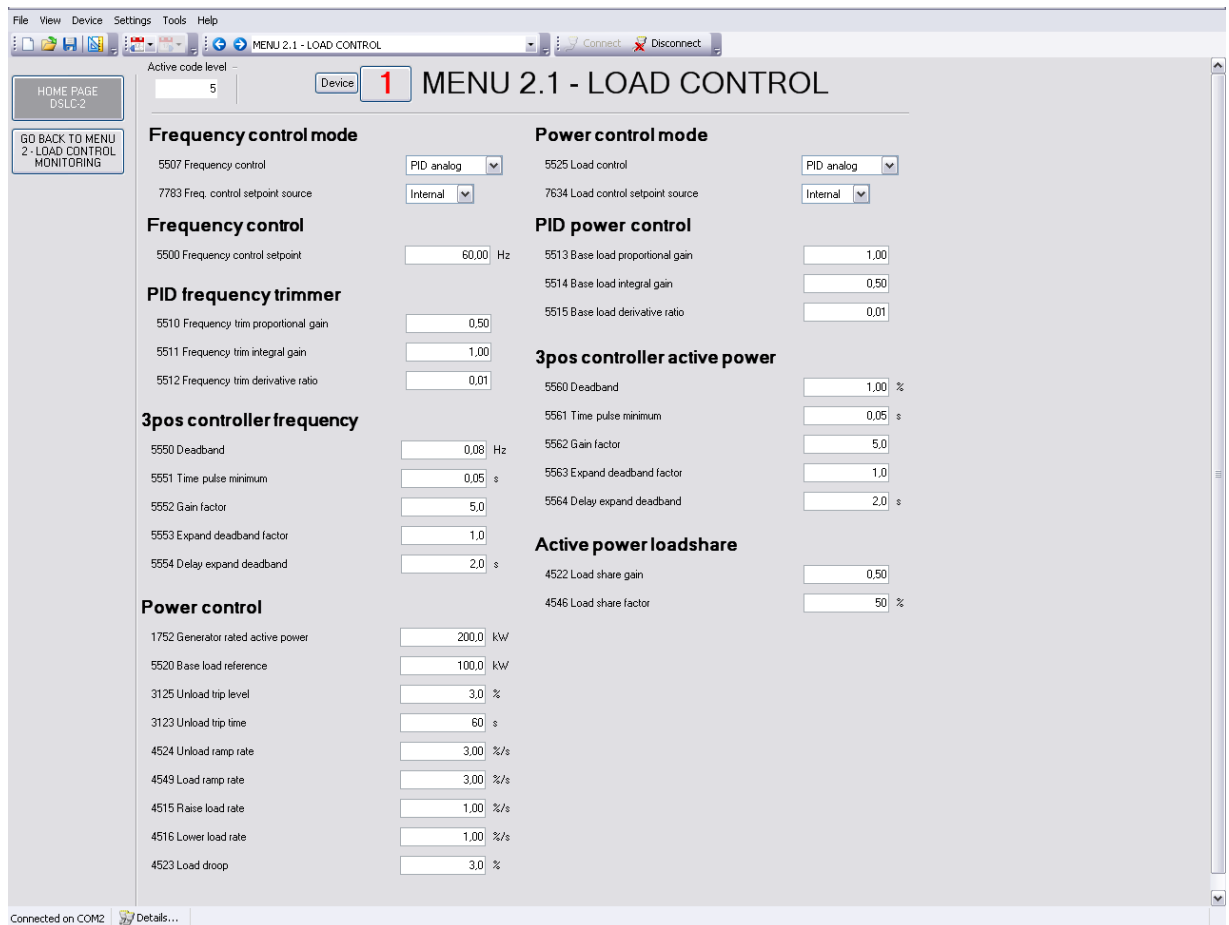 File View Device Settings Tools Help
MENU 2.1 - LOAD CONTROL
Connect Disconnect
HOME PAGE
DSLC-2
GO BACK TO MENU
2 - LOAD CONTROL
MONITORING
Active code level
5
Device 1 MENU 2.1 - LOAD CONTROL
Frequency control mode
5507 Frequency control PID analog
7783 Freq. control setpoint source Internal
Frequency control
5500 Frequency control setpoint 60,00 Hz
PID frequency trimmer
5510 Frequency trim proportional gain 0,50
5511 Frequency trim integral gain 1,00
5512 Frequency trim derivative ratio 0,01
3pos controller frequency
5550 Deadband 0,08 Hz
5551 Time pulse minimum 0,05 s
5552 Gain factor 5,0
5553 Expand deadband factor 1,0
5554 Delay expand deadband 2,0 s
Power control
1752 Generator rated active power 200,0 kW
5520 Base load reference 100,0 kW
3125 Unload trip level 3,0 %
3123 Unload trip time 60 s
4524 Unload ramp rate 3,00 %/s
4549 Load ramp rate 3,00 %/s
4515 Raise load rate 1,00 %/s
4516 Lower load rate 1,00 %/s
4523 Load droop 3,0 %
Power control mode
5525 Load control PID analog
7634 Load control setpoint source Internal
PID power control
5513 Base load proportional gain 1,00
5514 Base load integral gain 0,50
5515 Base load derivative ratio 0,01
3pos controller active power
5560 Deadband 1,00 %
5561 Time pulse minimum 0,05 s
5562 Gain factor 5,0
5563 Expand deadband factor 1,0
5564 Delay expand deadband 2,0 s
Active power loadshare
4522 Load share gain 0,50
4546 Load share factor 50 %
Connected on COM2 Details...